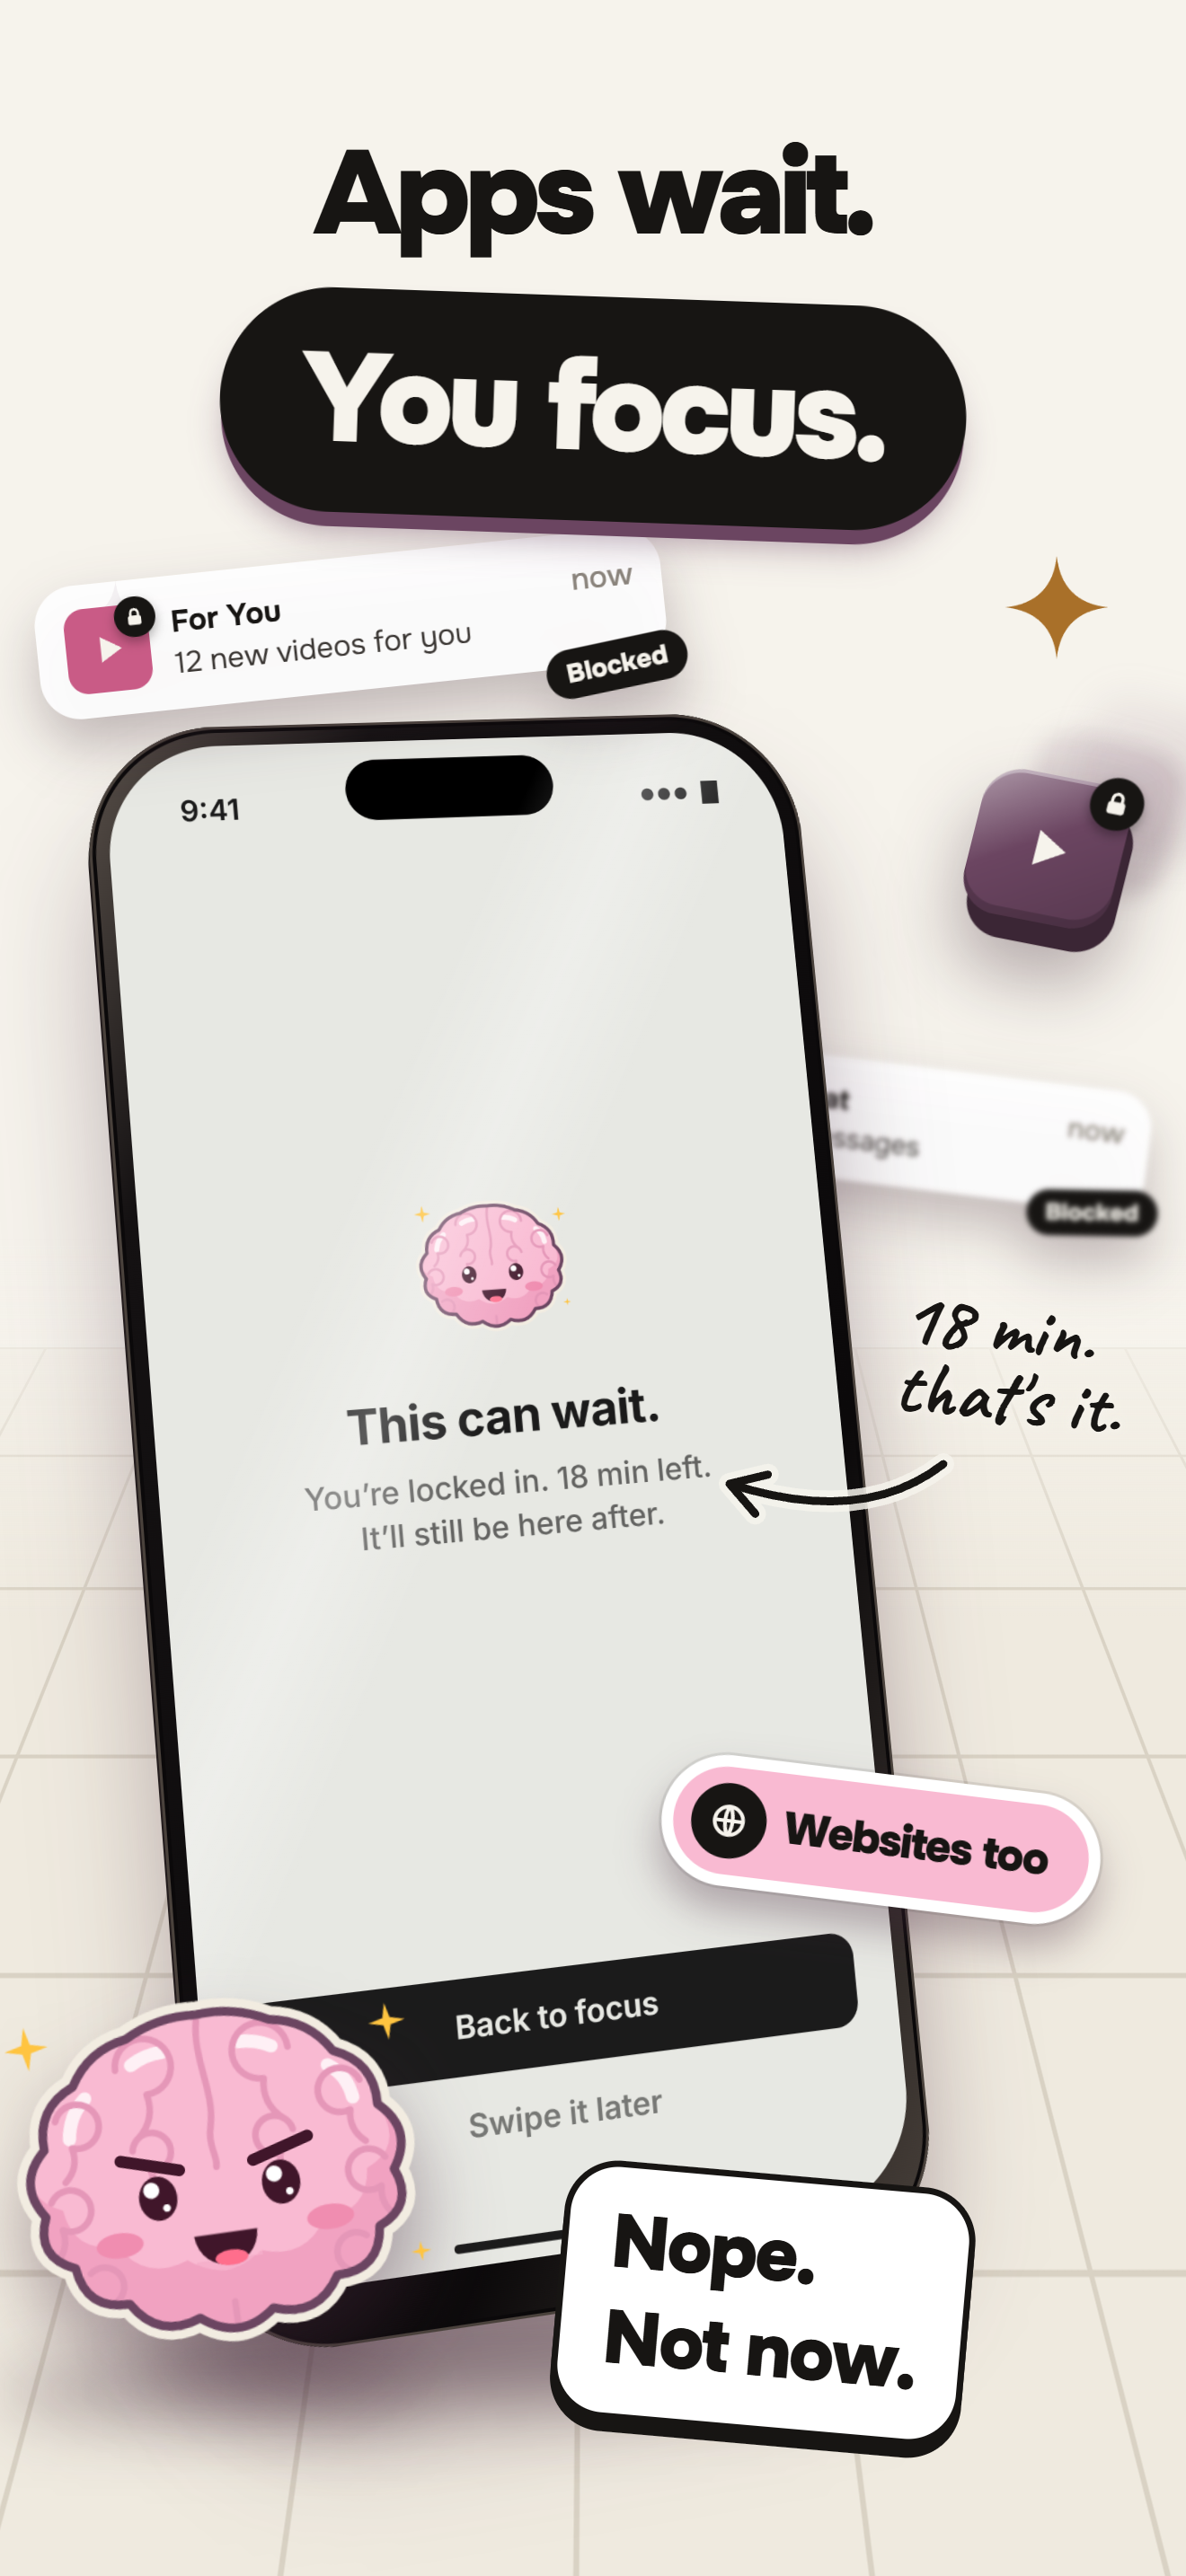 Apps wait.
You focus.
now
For You
12 new videos for you
Blocked
9:41
now
Blocked
18 min.
that's it.
This can wait.
You're locked in. 18 min left.
It'll still be here after.
Websites too
Back to focus
Swipe it later
Nope.
Not now.